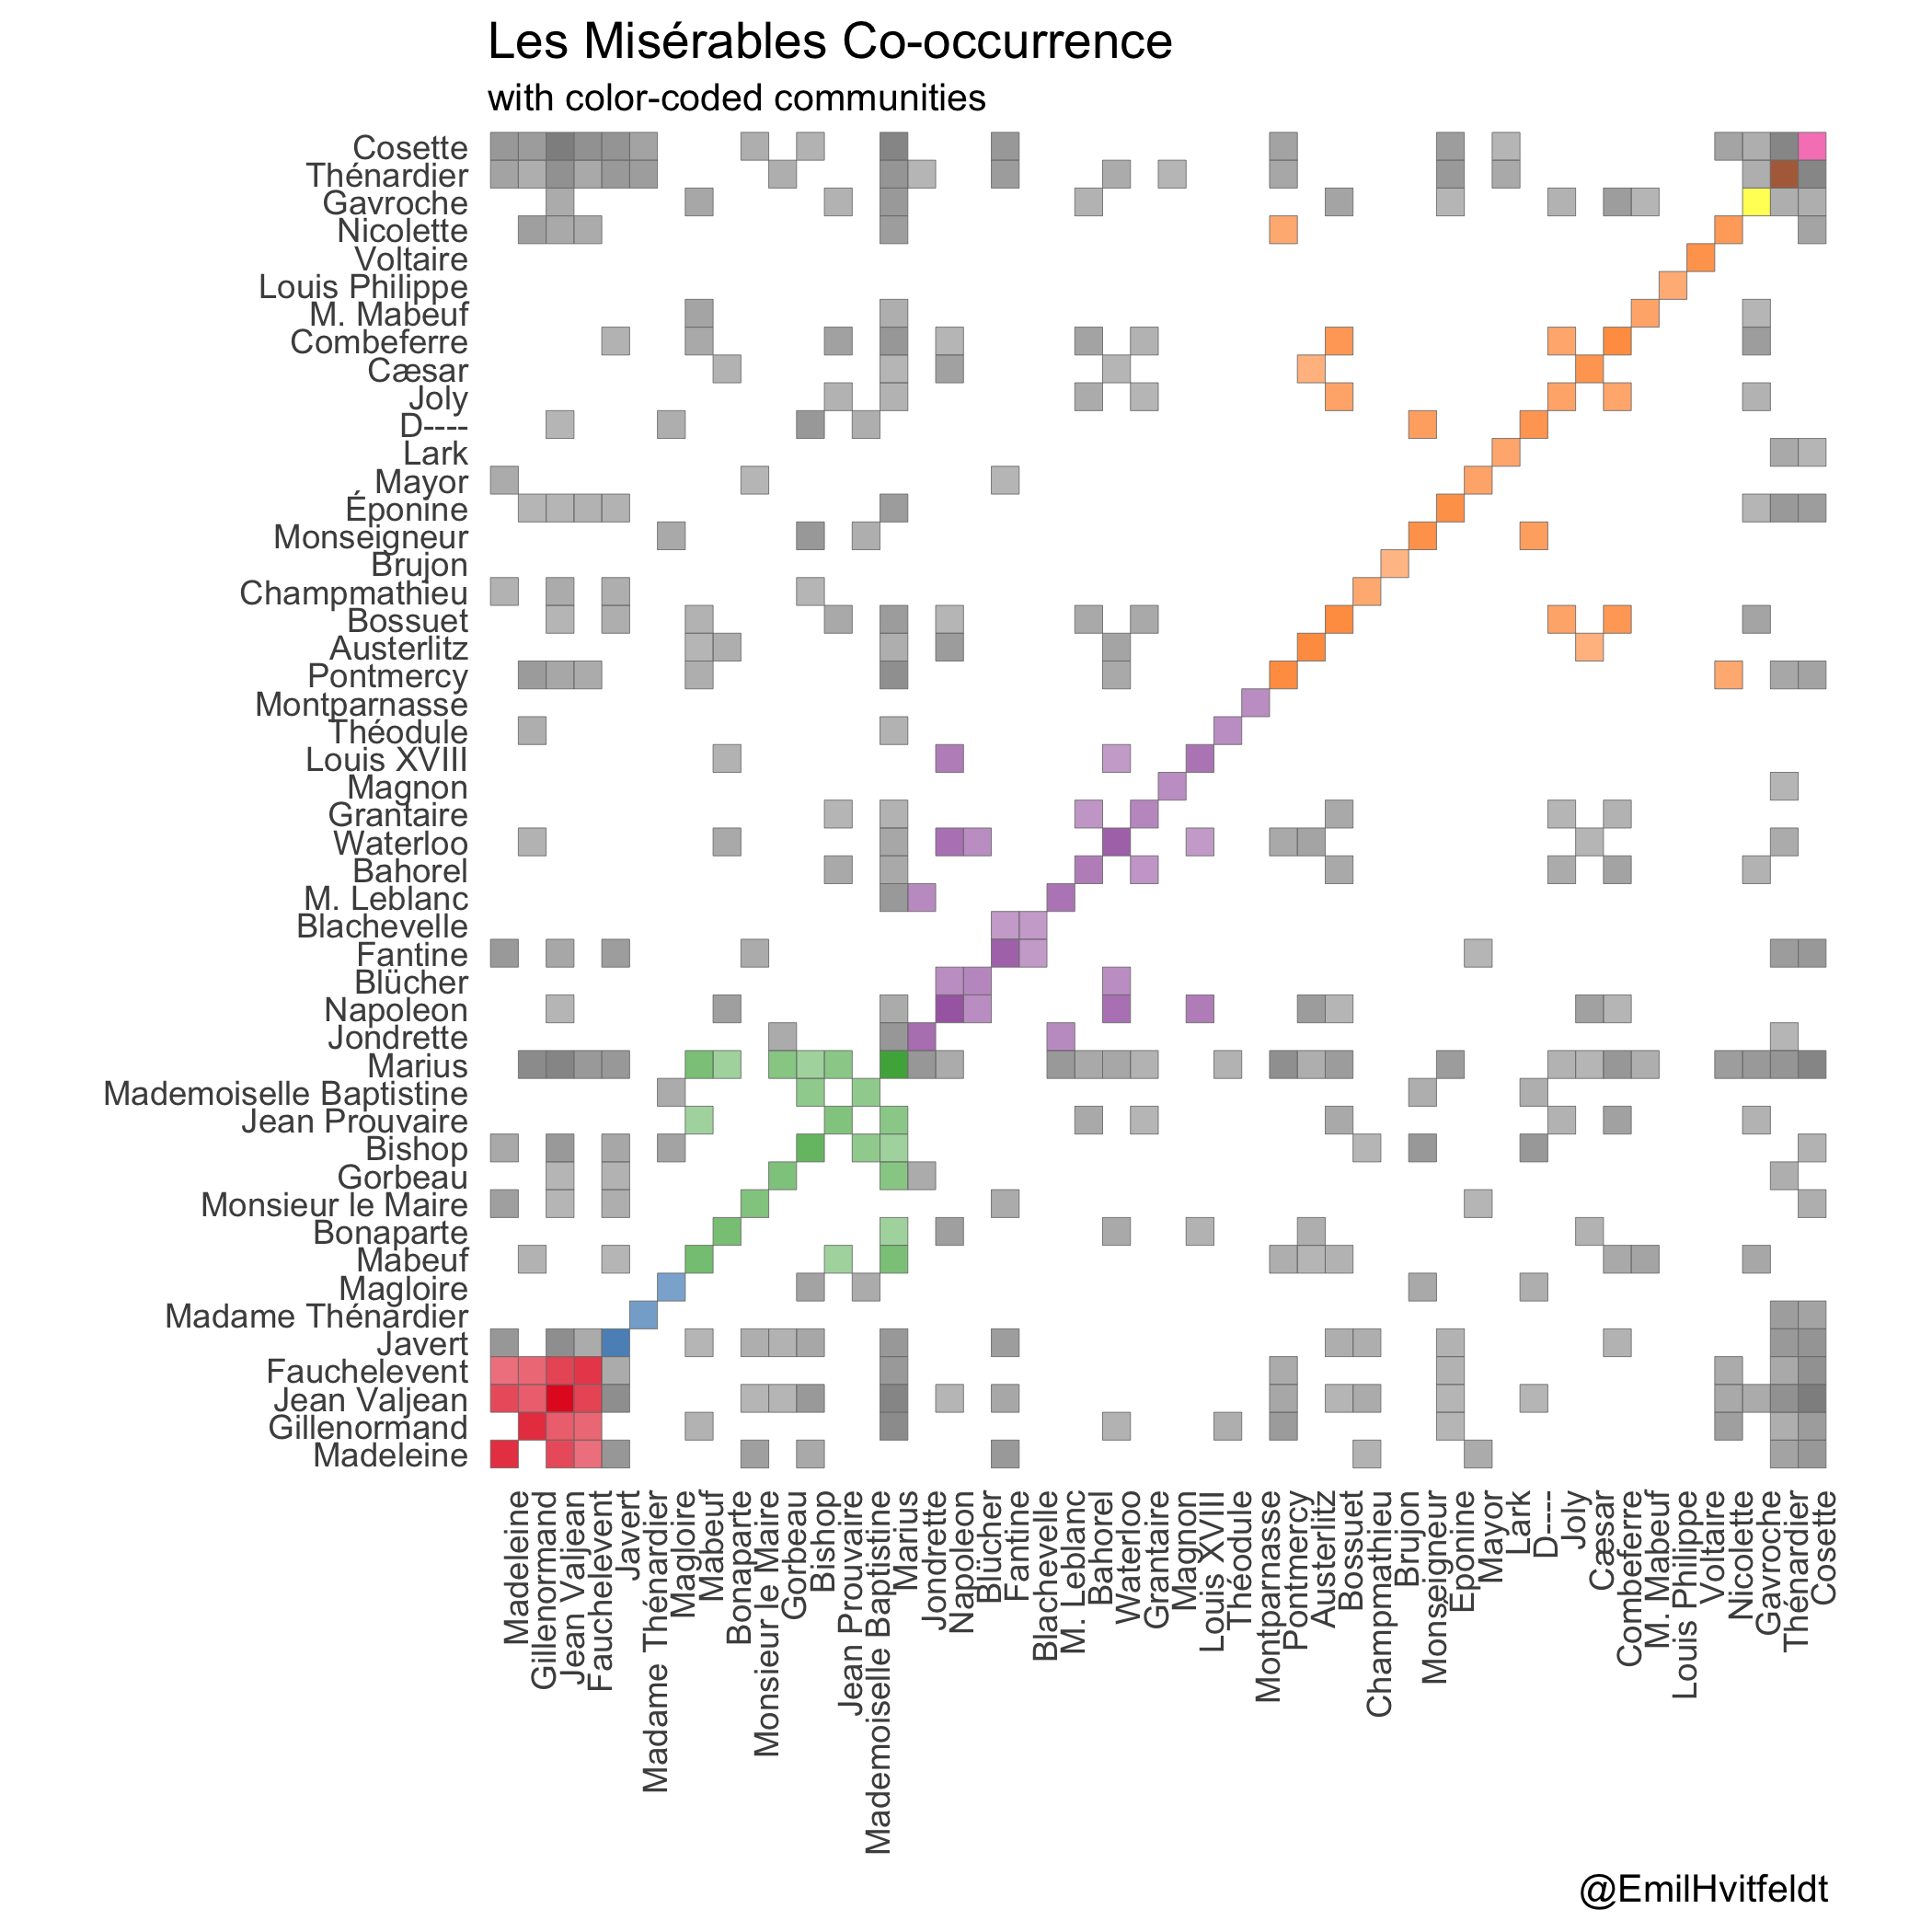 Les Misérables Co-occurrence
with color-coded communities
Cosette
Thénardier
Gavroche
Nicolette
Voltaire
Louis Philippe
M. Mabeuf
Combeferre
Cæsar
Joly
D----
Lark
Mayor
Éponine
Monseigneur
Brujon
Champmathieu
Bossuet
Austerlitz
Pontmercy
Montparnasse
Théodule
Louis XVIII
Magnon
Grantaire
Waterloo
Bahorel
M. Leblanc
Blachevelle
Fantine
Blücher
Napoleon
Jondrette
Marius
Mademoiselle Baptistine
Jean Prouvaire
Bishop
Gorbeau
Monsieur le Maire
Bonaparte
Mabeuf
Magloire
Madame Thénardier
Javert
Fauchelevent
Jean Valjean
Gillenormand
Madeleine
Madeleine
Gillenormand
Jean Valjean
Fauchelevent
Javert
Madame Thénardier
Magloire
Mabeuf
Bonaparte
Monsieur le Maire
Gorbeau
Bishop
Jean Prouvaire
Mademoiselle Baptistine
Marius
Jondrette
Napoleon
Blücher
Fantine
Blachevelle
M. Leblanc
Bahorel
Waterloo
Grantaire
Magnon
Louis XVIII
Théodule
Montparnasse
Pontmercy
Austerlitz
Bossuet
Champmathieu
Brujon
Monseigneur
Éponine
Mayor
Lark
D----
Joly
Cæsar
Combeferre
M. Mabeuf
Louis Philippe
Voltaire
Nicolette
Gavroche
Thénardier
Cosette
@EmilHvitfeldt